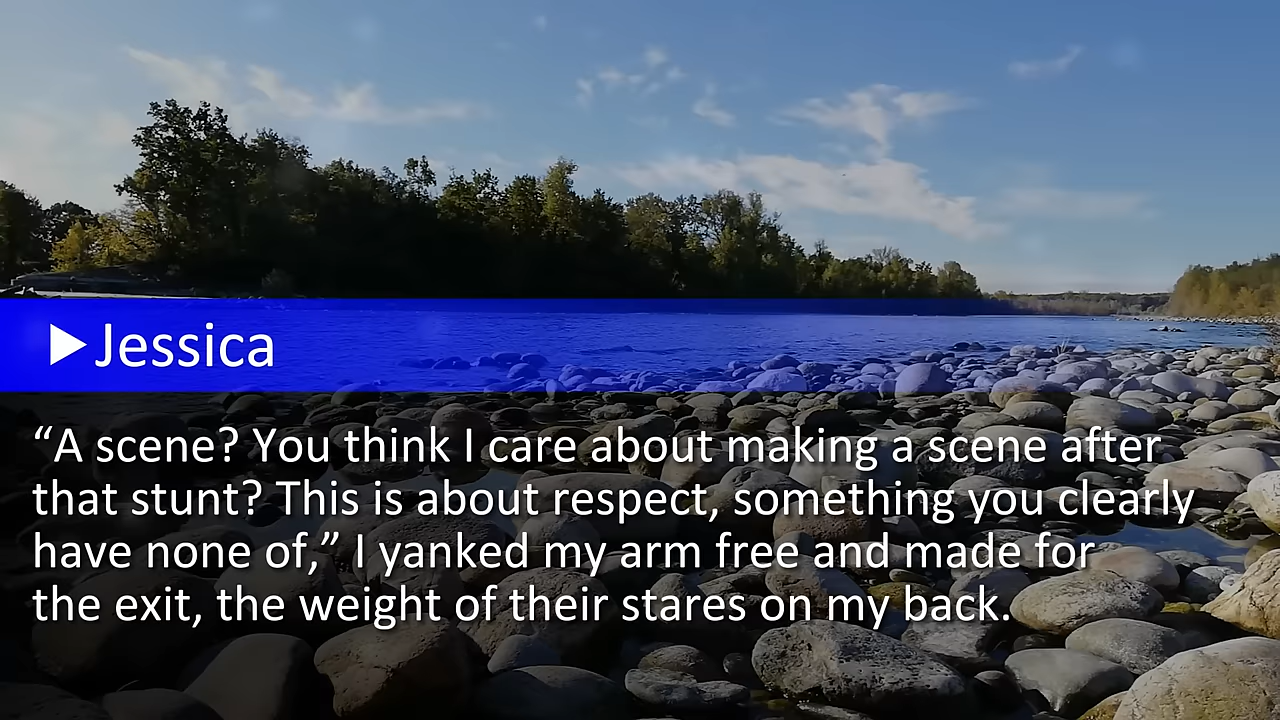 Jessica
“A scene? You think I care about making a scene after
that stunt? This is about respect, something you clearly
have none of,” I yanked my arm free and made for
the exit, the weight of their stares on my back.